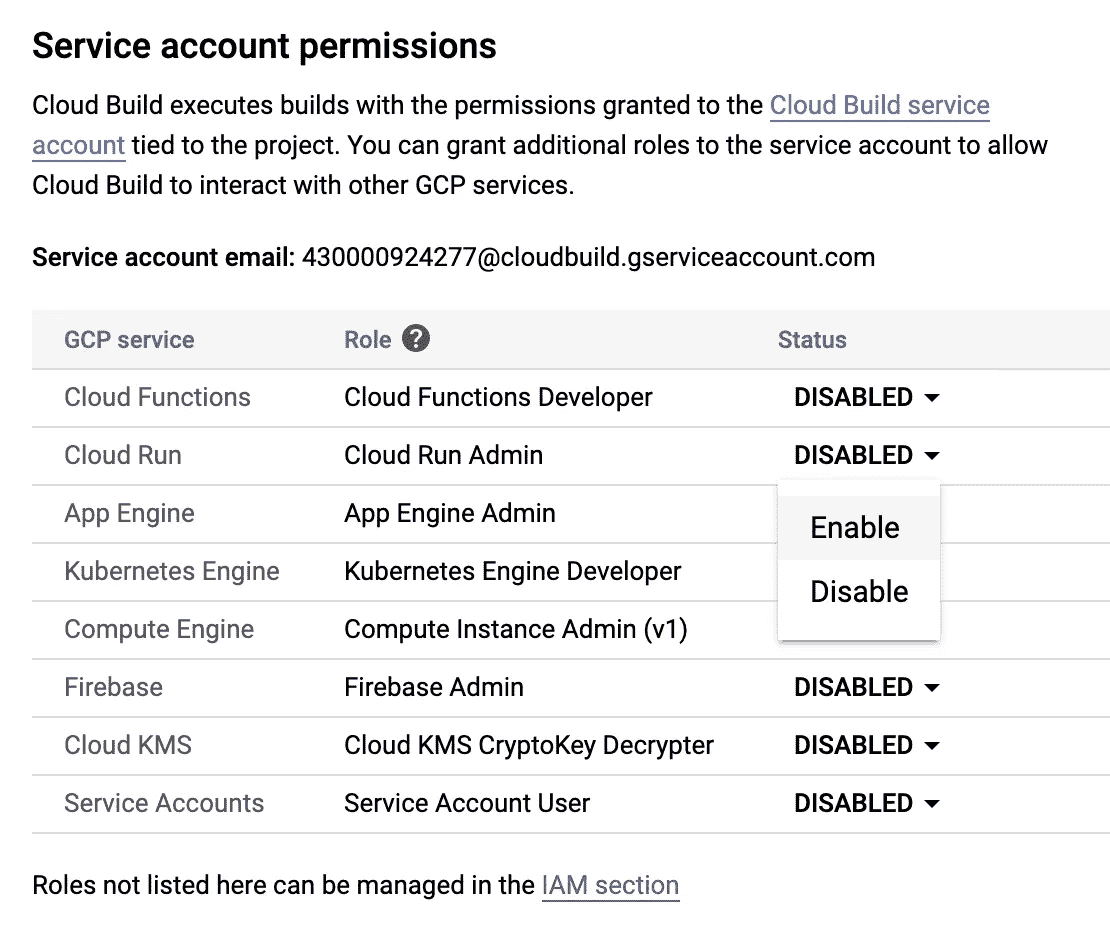 Service account permissions
Cloud Build executes builds with the permissions granted to the Cloud Build service
account tied to the project. You can grant additional roles to the service account to allow
Cloud Build to interact with other GCP services.
Service account email: 430000924277@cloudbuild.gserviceaccount.com
GCP service Role ? Status
Cloud Functions Cloud Functions Developer DISABLED
Cloud Run Cloud Run Admin DISABLED
App Engine App Engine Admin Enable
Kubernetes Engine Kubernetes Engine Developer Disable
Compute Engine Compute Instance Admin (v1)
Firebase Firebase Admin DISABLED
Cloud KMS Cloud KMS CryptoKey Decrypter DISABLED
Service Accounts Service Account User DISABLED
Roles not listed here can be managed in the IAM section